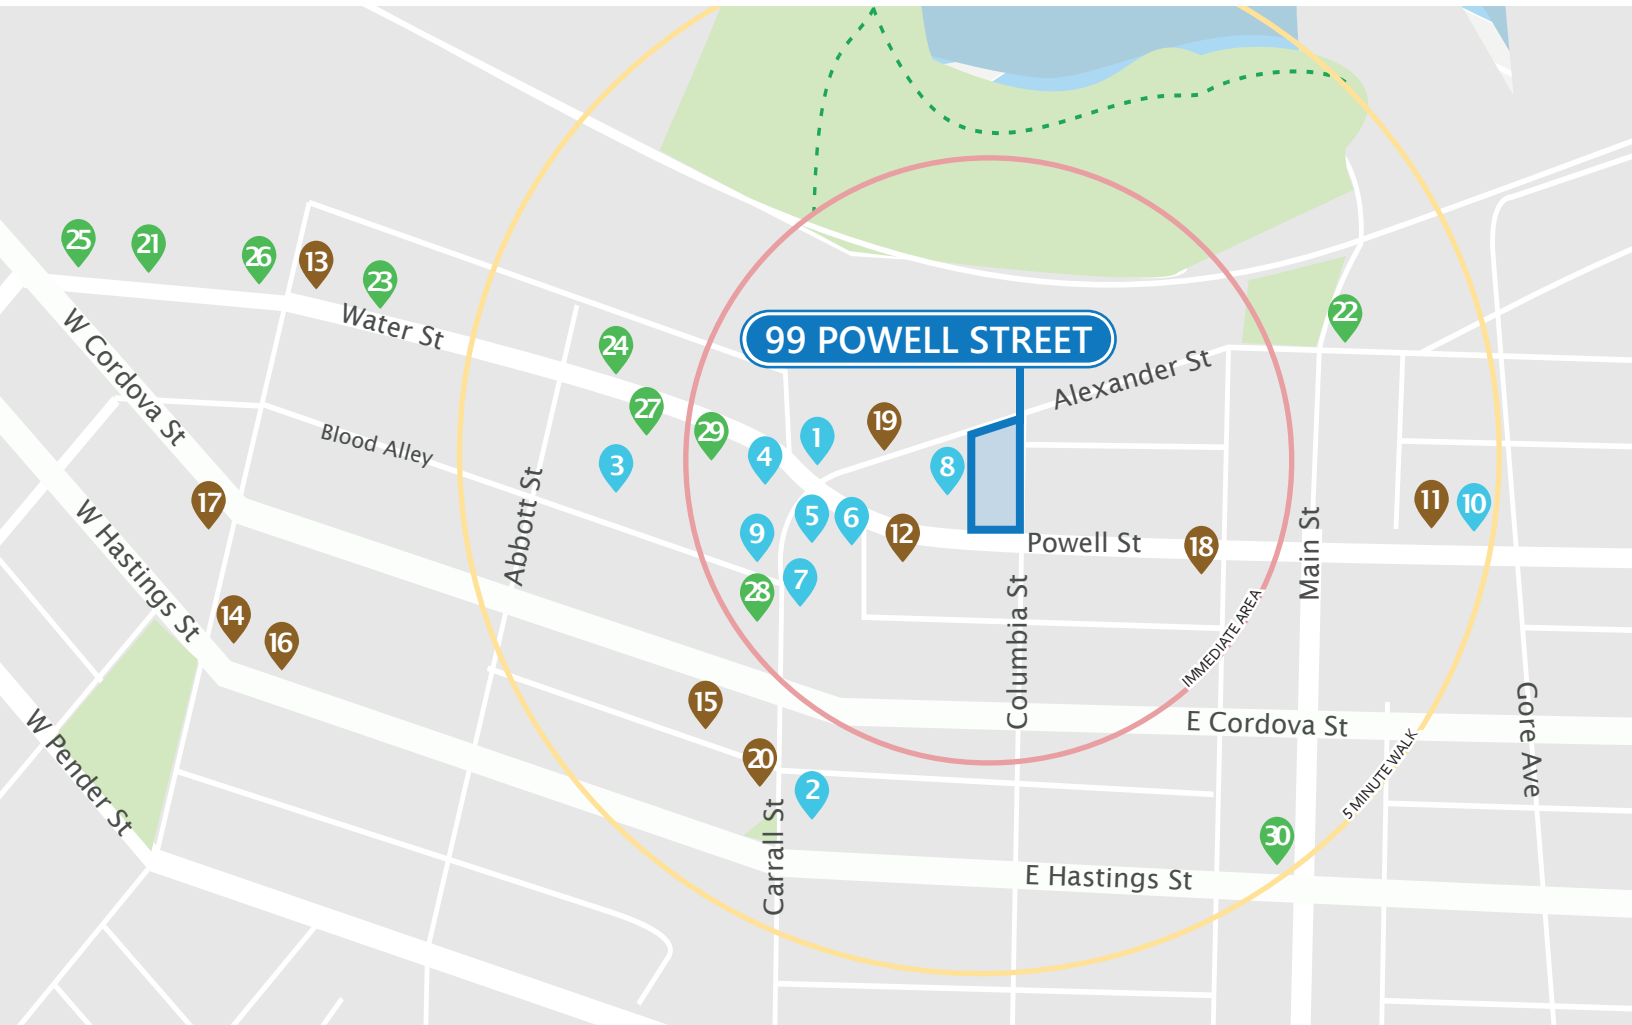 25
21
26
13
23
Water St
24
99 POWELL STREET
22
W Cordova St
27
29
19
Alexander St
Blood Alley
3
4
1
8
17
Abbott St
11
10
W Hastings St
9
5
6
12
Powell St
18
Main St
28
7
14
16
Columbia St
IMMEDIATE AREA
15
E Cordova St
Gore Ave
W Pender St
20
2
5 MINUTE WALK
30
Carrall St
E Hastings St